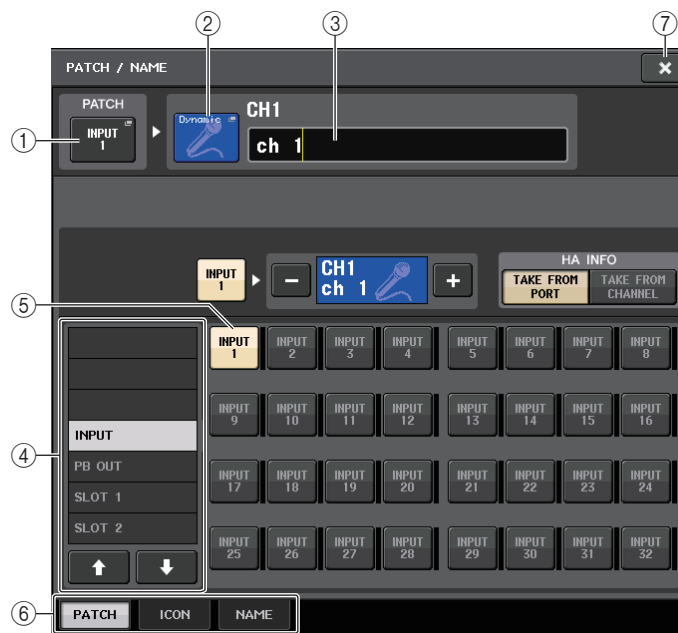 ② ③ ⑦
PATCH / NAME
×
PATCH
① INPUT 1
Dynamic
CH1
ch 1
INPUT 1
−
CH1
ch 1
+
HA INFO
TAKE FROM PORT
TAKE FROM CHANNEL
⑤
INPUT 1 INPUT 2 INPUT 3 INPUT 4 INPUT 5 INPUT 6 INPUT 7 INPUT 8
INPUT 9 INPUT 10 INPUT 11 INPUT 12 INPUT 13 INPUT 14 INPUT 15 INPUT 16
INPUT 17 INPUT 18 INPUT 19 INPUT 20 INPUT 21 INPUT 22 INPUT 23 INPUT 24
INPUT 25 INPUT 26 INPUT 27 INPUT 28 INPUT 29 INPUT 30 INPUT 31 INPUT 32
④
INPUT
PB OUT
SLOT 1
SLOT 2
⑥ PATCH ICON NAME